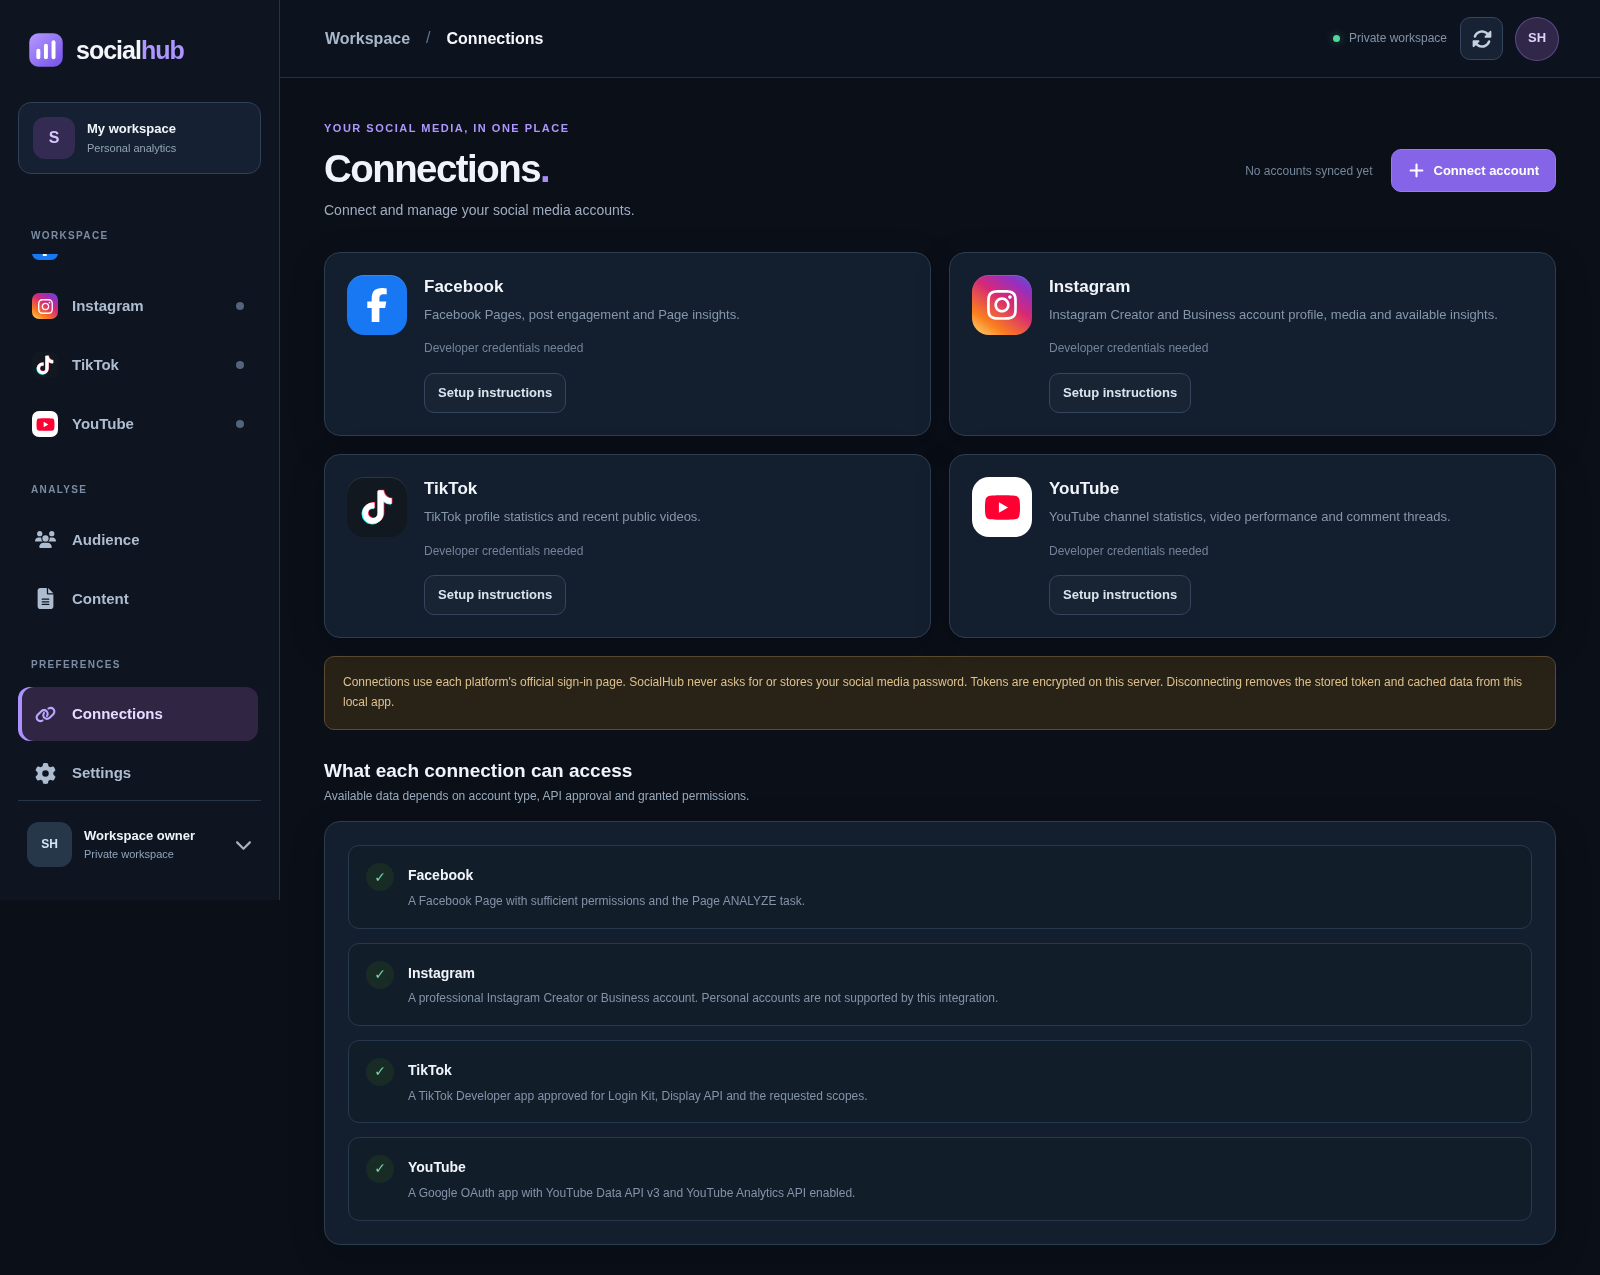 socialhub
S
My workspace
Personal analytics
WORKSPACE
Instagram
TikTok
YouTube
ANALYSE
Audience
Content
PREFERENCES
Connections
Settings
SH
Workspace owner
Private workspace
Workspace / Connections
Private workspace
SH
YOUR SOCIAL MEDIA, IN ONE PLACE
Connections.
Connect and manage your social media accounts.
No accounts synced yet
Connect account
Facebook
Facebook Pages, post engagement and Page insights.
Developer credentials needed
Setup instructions
Instagram
Instagram Creator and Business account profile, media and available insights.
Developer credentials needed
Setup instructions
TikTok
TikTok profile statistics and recent public videos.
Developer credentials needed
Setup instructions
YouTube
YouTube channel statistics, video performance and comment threads.
Developer credentials needed
Setup instructions
Connections use each platform's official sign-in page. SocialHub never asks for or stores your social media password. Tokens are encrypted on this server. Disconnecting removes the stored token and cached data from this
local app.
What each connection can access
Available data depends on account type, API approval and granted permissions.
✓ Facebook
A Facebook Page with sufficient permissions and the Page ANALYZE task.
✓ Instagram
A professional Instagram Creator or Business account. Personal accounts are not supported by this integration.
✓ TikTok
A TikTok Developer app approved for Login Kit, Display API and the requested scopes.
✓ YouTube
A Google OAuth app with YouTube Data API v3 and YouTube Analytics API enabled.